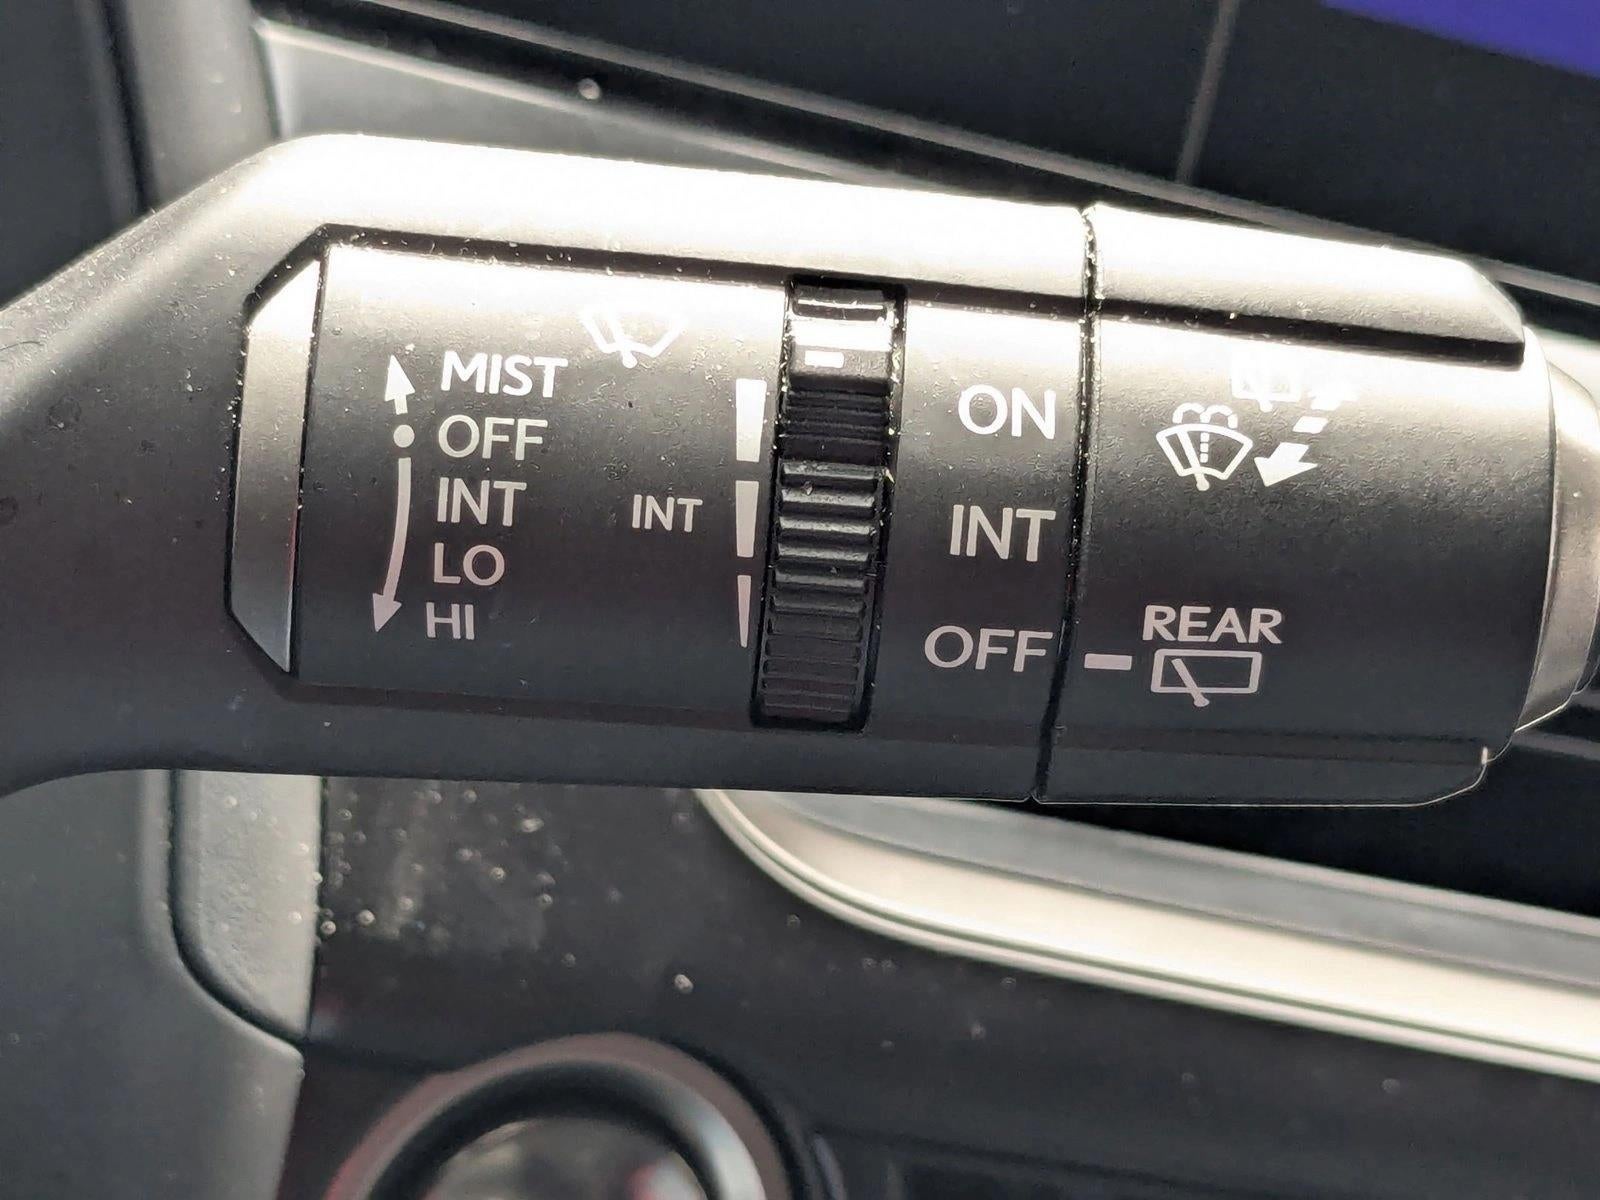 MIST
OFF
INT
LO
HI
INT
ON
INT
OFF
REAR